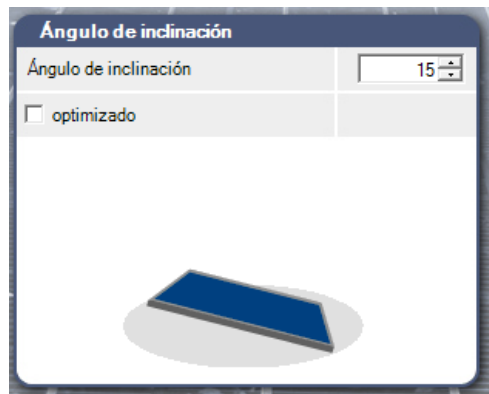 Ángulo de inclinación
Ángulo de inclinación 15
optimizado